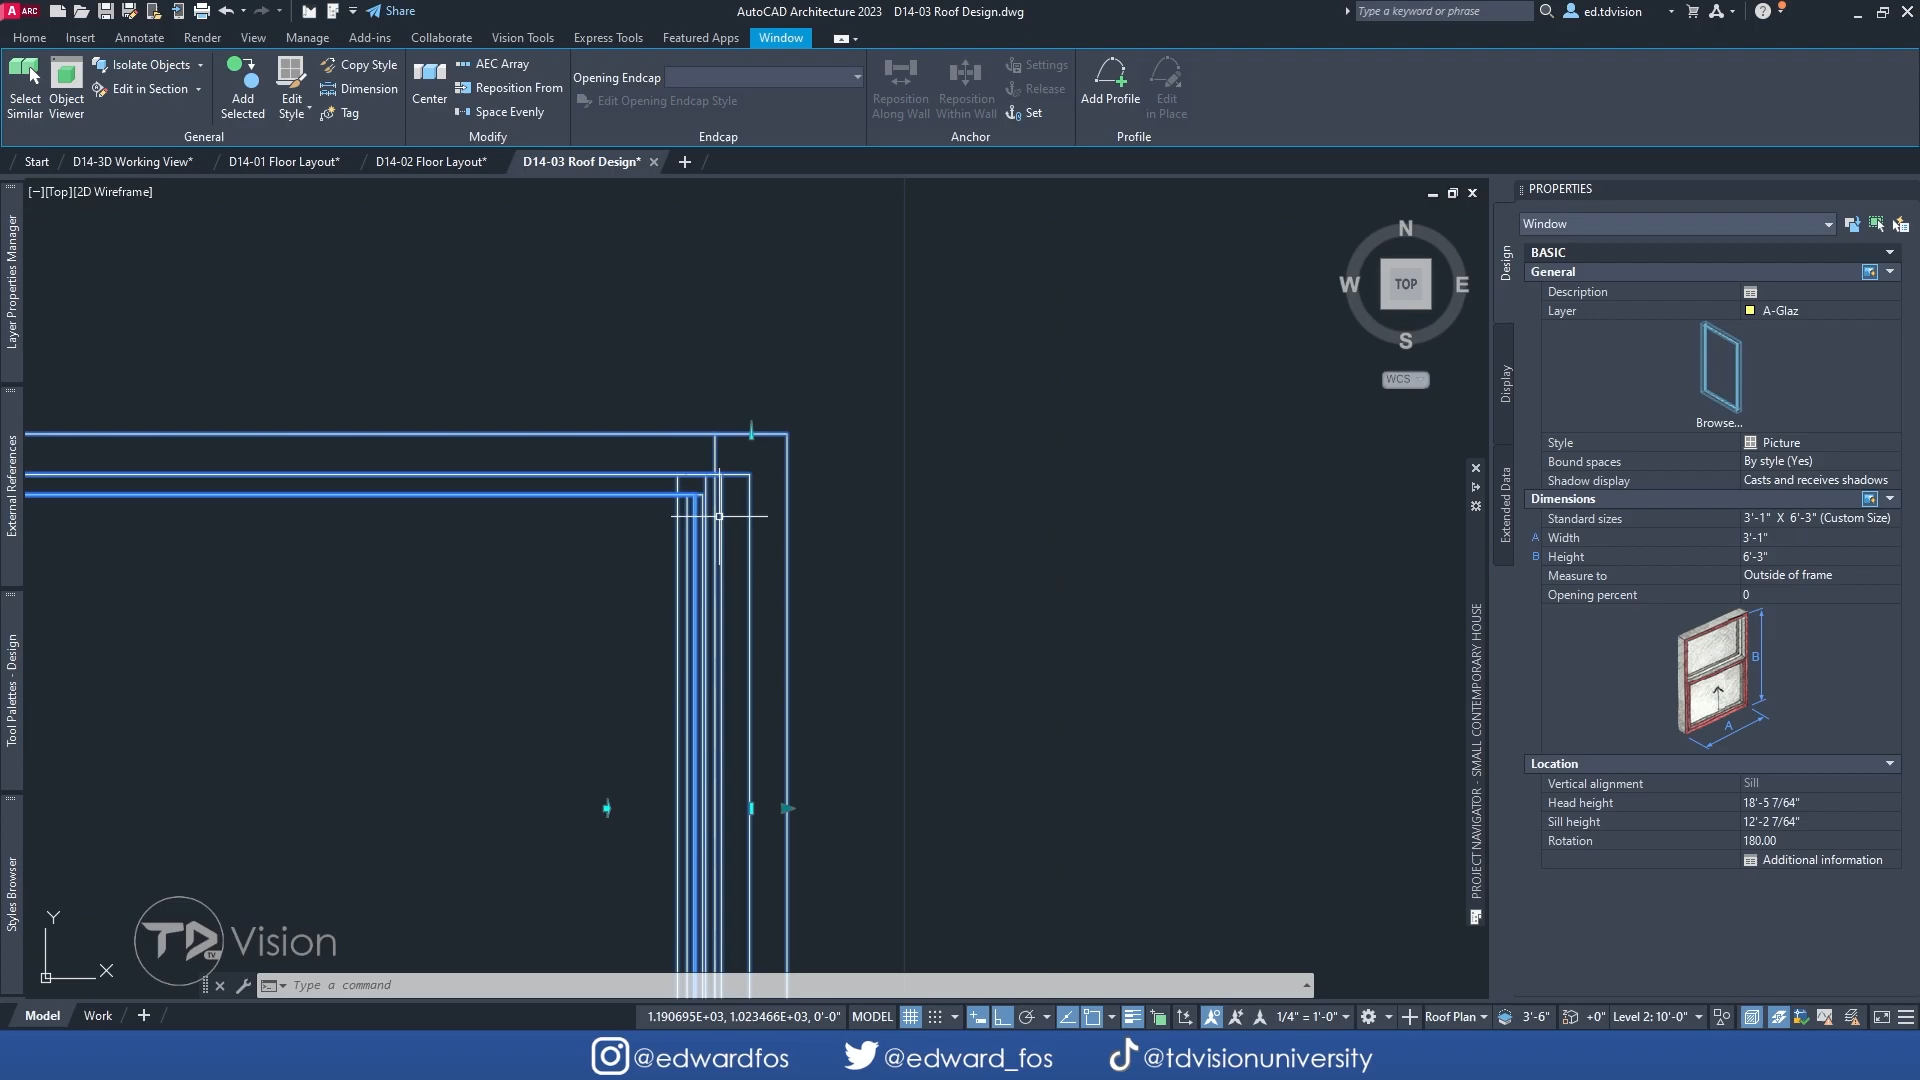 ARC
Share
AutoCAD Architecture 2023 D14-03 Roof Design.dwg
Type a keyword or phrase
ed.tdvision
Home Insert Annotate Render View Manage Add-ins Collaborate Vision Tools Express Tools Featured Apps Window
Select Similar
Object Viewer
Isolate Objects
Edit in Section
General
Add Selected
Edit Style
Copy Style
Dimension
Tag
Center
AEC Array
Reposition From
Space Evenly
Modify
Opening Endcap
Edit Opening Endcap Style
Endcap
Reposition Along Wall
Reposition Within Wall
Settings
Release
Set
Anchor
Add Profile
Edit in Place
Profile
Start D14-3D Working View* D14-01 Floor Layout* D14-02 Floor Layout* D14-03 Roof Design*
[−][Top][2D Wireframe]
Layer Properties Manager
External References
Tool Palettes - Design
Styles Browser
N
W TOP E
S
WCS
PROJECT NAVIGATOR - SMALL CONTEMPORARY HOUSE
PROPERTIES
Design
Display
Extended Data
Window
BASIC
General
Description
Layer A-Glaz
Browse...
Style Picture
Bound spaces By style (Yes)
Shadow display Casts and receives shadows
Dimensions
Standard sizes 3'-1" X 6'-3" (Custom Size)
A Width 3'-1"
B Height 6'-3"
Measure to Outside of frame
Opening percent 0
B
A
Location
Vertical alignment Sill
Head height 18'-5 7/64"
Sill height 12'-2 7/64"
Rotation 180.00
Additional information
Y
X
TD TV Vision
Type a command
Model Work
1.190695E+03, 1.023466E+03, 0'-0" MODEL 1/4" = 1'-0" Roof Plan 3'-6" +0" Level 2: 10'-0"
@edwardfos @edward_fos @tdvisionuniversity